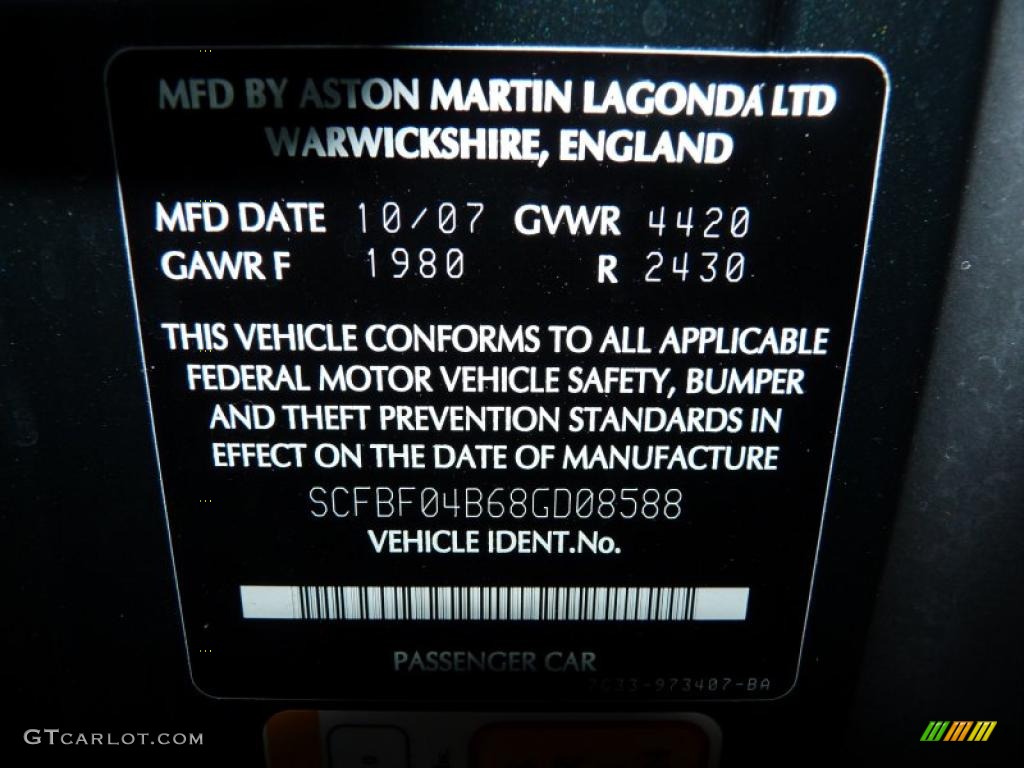 MFD BY ASTON MARTIN LAGONDA LTD
WARWICKSHIRE, ENGLAND
MFD DATE 10/07 GVWR 4420
GAWR F 1980 R 2430
THIS VEHICLE CONFORMS TO ALL APPLICABLE
FEDERAL MOTOR VEHICLE SAFETY, BUMPER
AND THEFT PREVENTION STANDARDS IN
EFFECT ON THE DATE OF MANUFACTURE
SCFBF04B68GD08588
VEHICLE IDENT.No.
PASSENGER CAR
7G33-973407-BA
GTCARLOT.COM